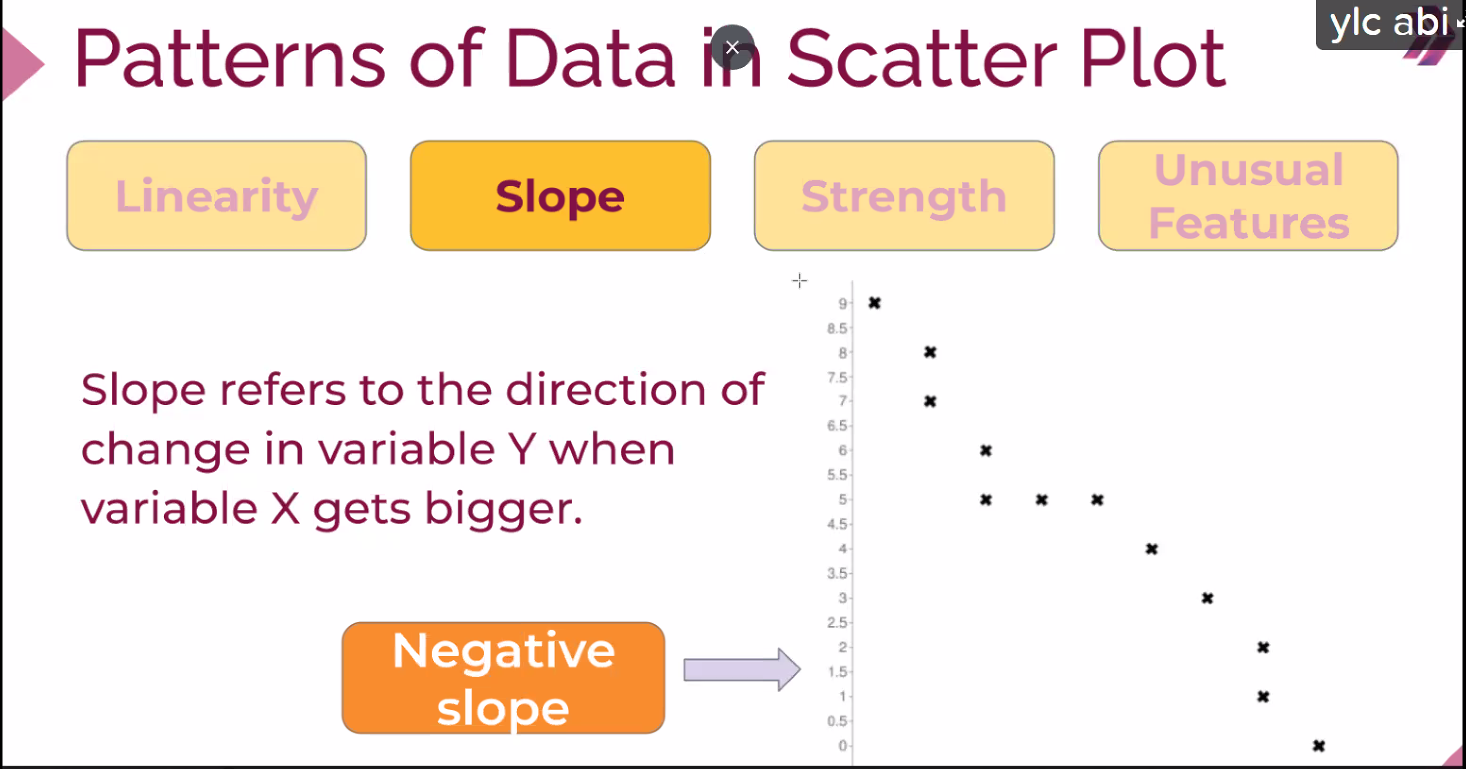 ylc abi
Patterns of Data in Scatter Plot
Linearity
Slope
Strength
Unusual
Features
Slope refers to the direction of
change in variable Y when
variable X gets bigger.
Negative
slope
9
8.5
8
7.5
7
6.5
6
5.5
5
4.5
4
3.5
3
2.5
2
1.5
1
0.5
0